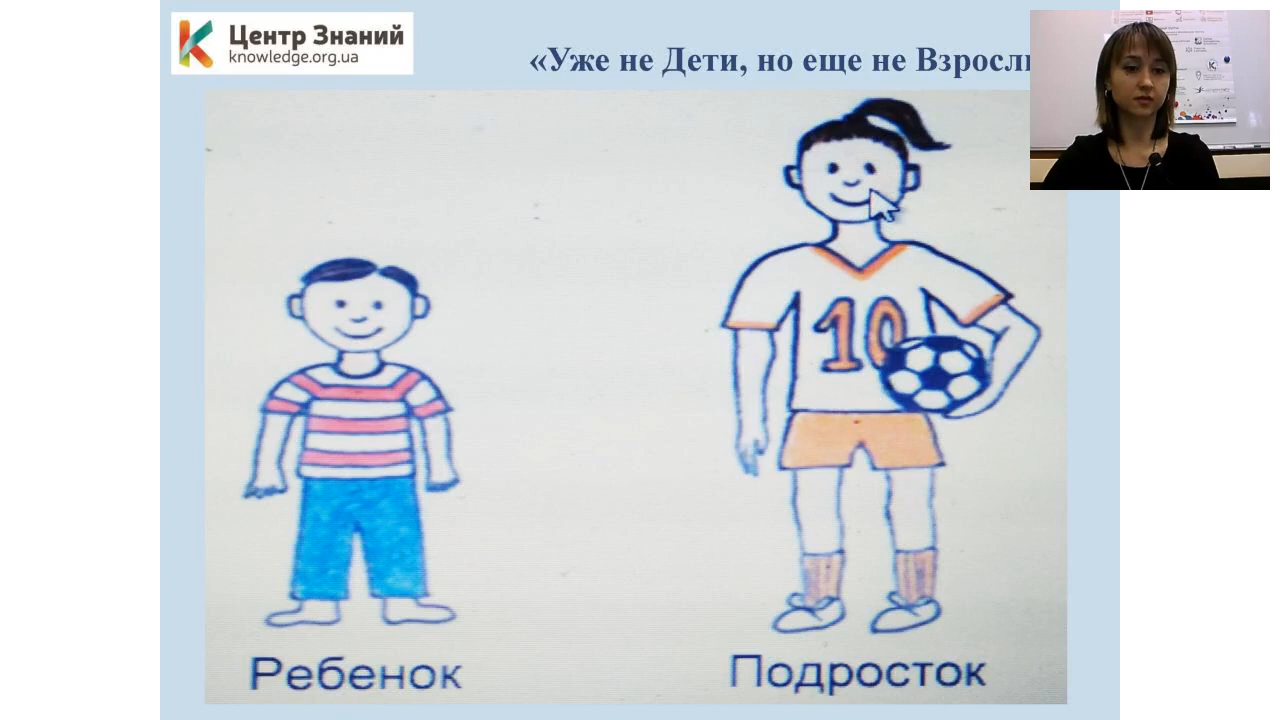 Центр Знаний
knowledge.org.ua
«Уже не Дети, но еще не
10
Ребенок
Подросток